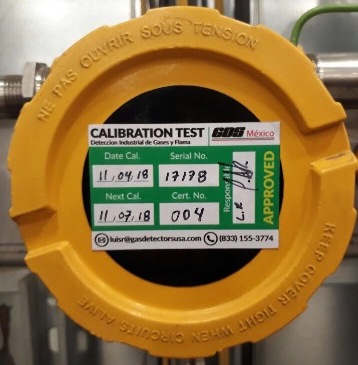 NE PAS OUVRIR SOUS TENSION
CALIBRATION TEST
GDS México
Deteccion Industrial de Gases y Flama
Date Cal.
Serial No.
11.04.18
17178
Next Cal.
Cert. No.
11.07.18
004
L.R
APPROVED
luisr@gasdetectorsusa.com
(833) 155-3774
KEEP COVER TIGHT WHEN CIRCUITS ALIVE